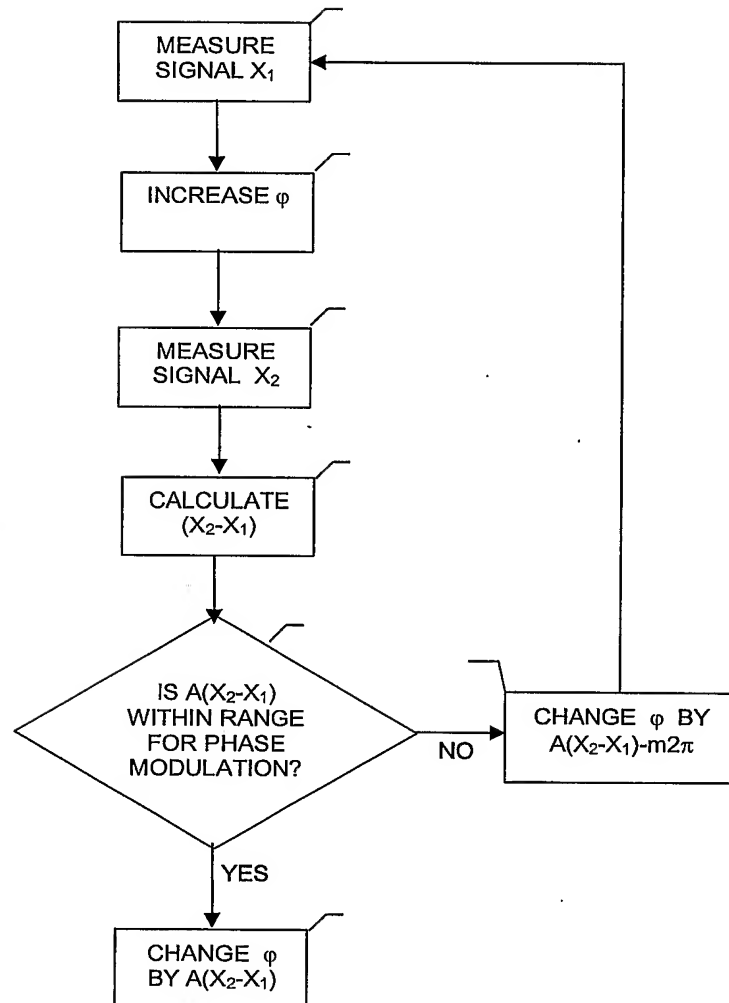 MEASURE
SIGNAL X₁
INCREASE φ
MEASURE
SIGNAL X₂
CALCULATE
(X₂-X₁)
IS A(X₂-X₁)
WITHIN RANGE
FOR PHASE
MODULATION?
NO
CHANGE φ BY
A(X₂-X₁)-m2π
YES
CHANGE φ
BY A(X₂-X₁)